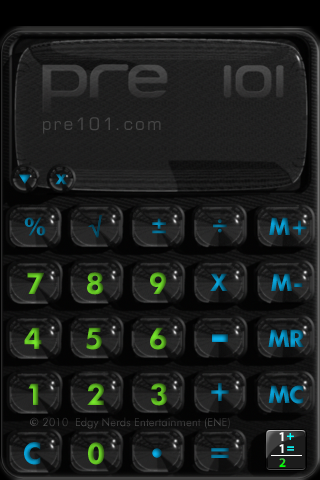 pre 101
pre101.com
% √ ± ÷ M+
7 8 9 X M-
4 5 6 - MR
1 2 3 + MC
© 2010 Edgy Nerds Entertainment (ENE)
C 0 • = 1+
1=
2